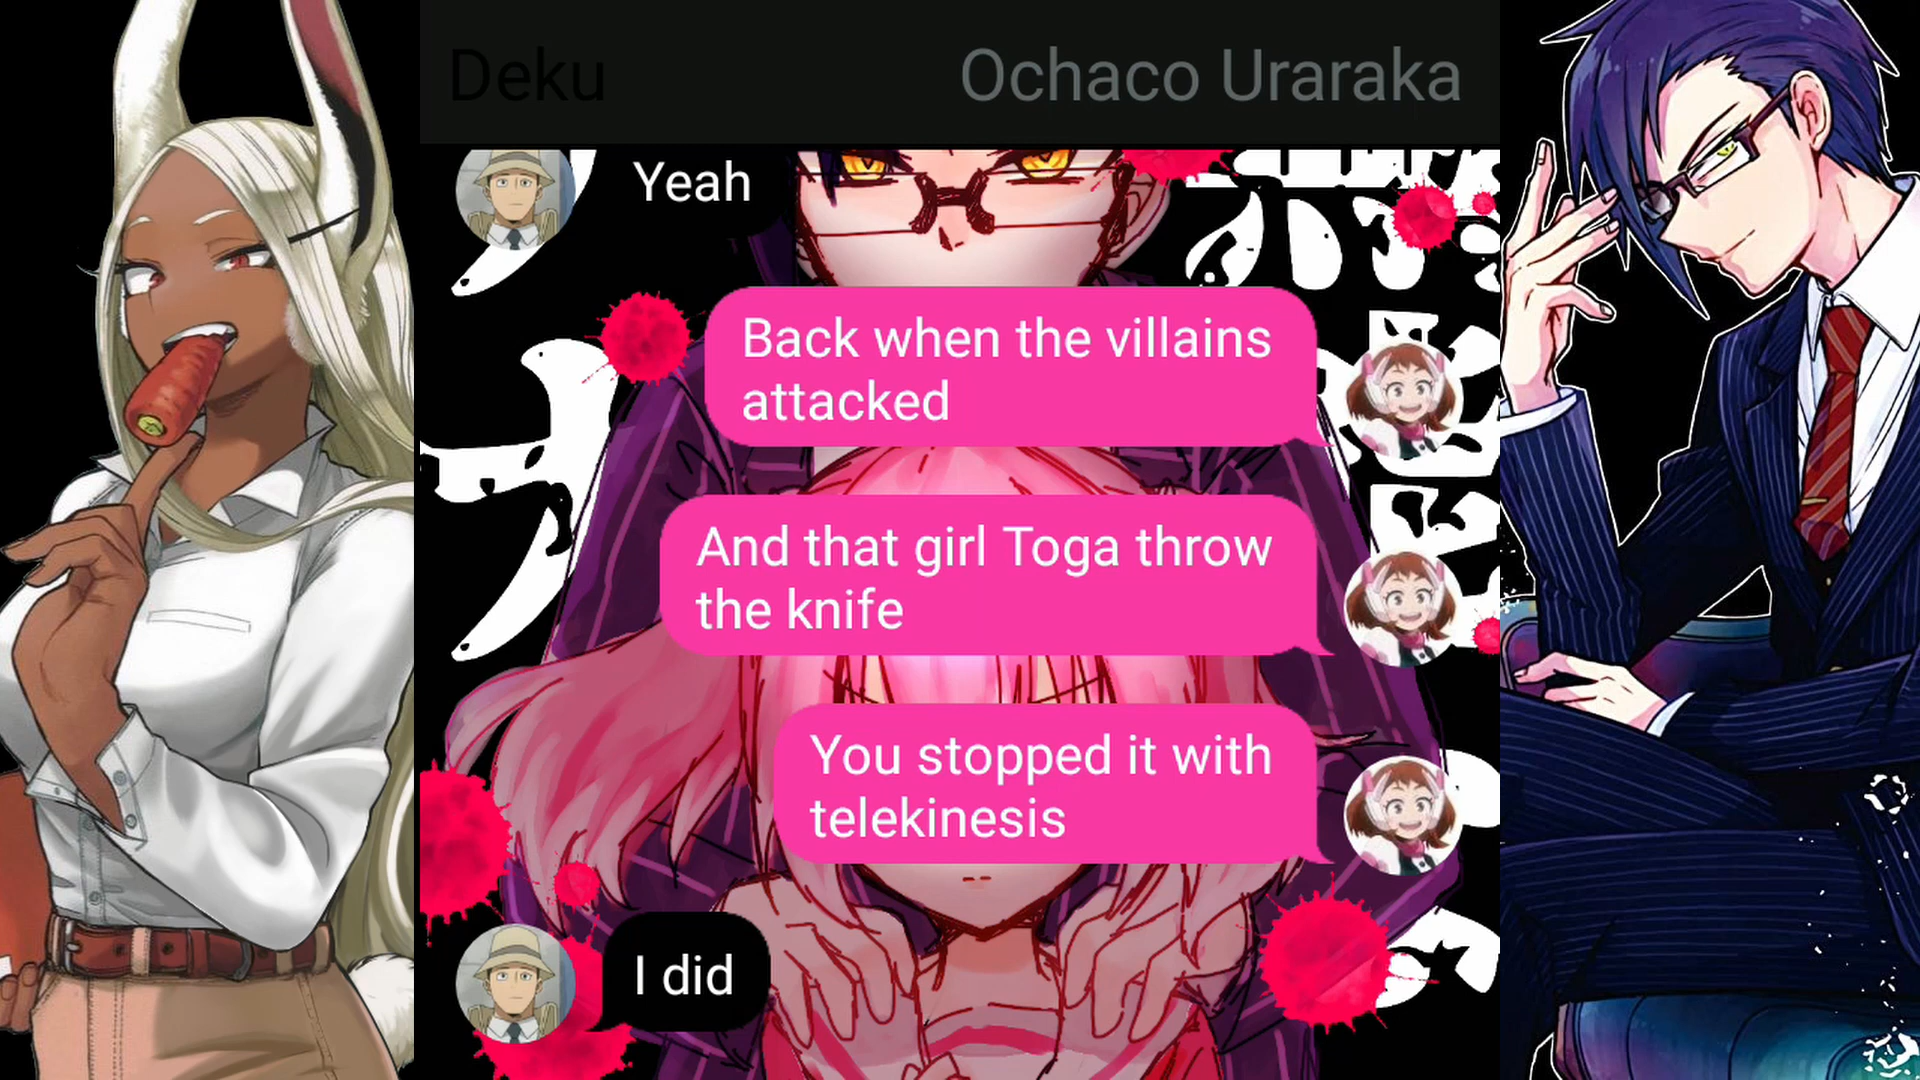 Deku
Ochaco Uraraka
Yeah
Back when the villains
attacked
And that girl Toga throw
the knife
You stopped it with
telekinesis
I did